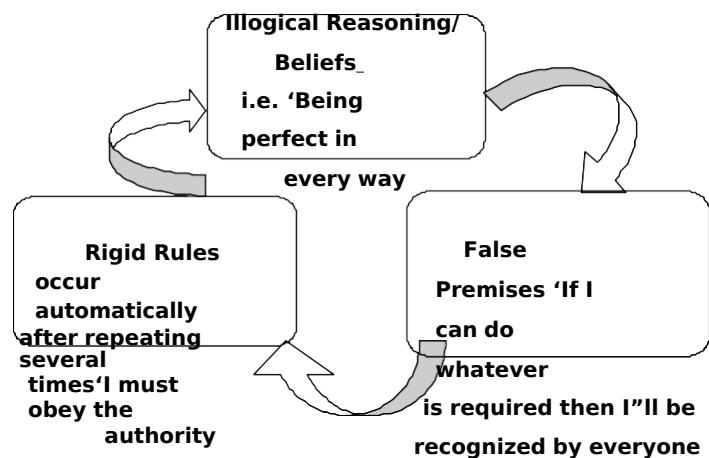 Illogical Reasoning/
Beliefs_
i.e. ‘Being
perfect in
every way
Rigid Rules
occur
automatically
after repeating
several
times‘I must
obey the
authority
False
Premises ‘If I
can do
whatever
is required then I”ll be
recognized by everyone